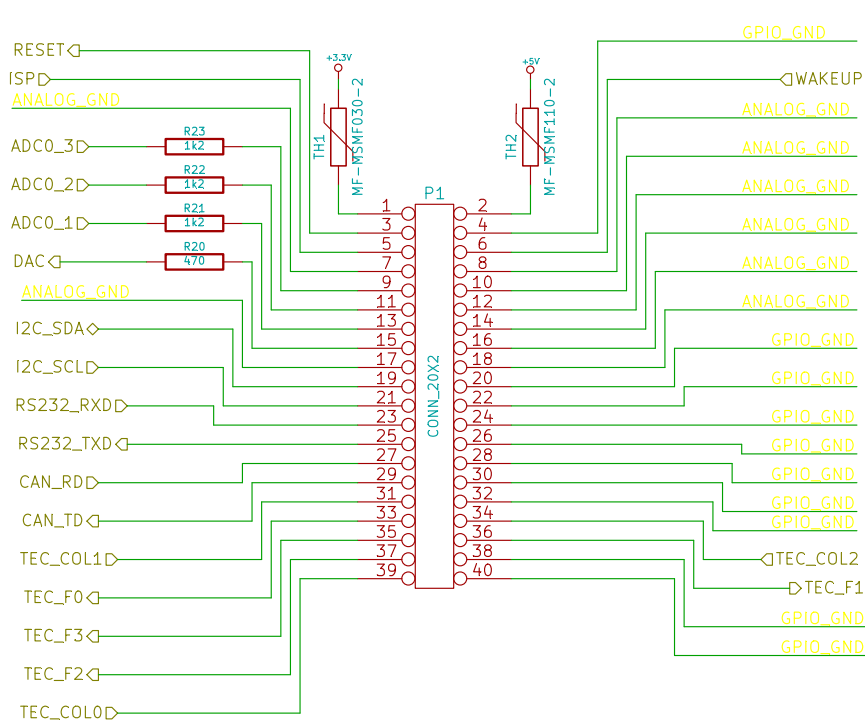 GPIO_GND
RESET
+3.3V
+5V
ISP
WAKEUP
ANALOG_GND
MF-MSMF030-2
MF-MSMF110-2
ANALOG_GND
R23
ADC0_3
1k2
TH1
TH2
ANALOG_GND
R22
ADC0_2
1k2
ANALOG_GND
P1
R21
ADC0_1
1k2
1 2
3 4
ANALOG_GND
R20
DAC
470
5 6
7 8
ANALOG_GND
9 10
ANALOG_GND
11 12
ANALOG_GND
I2C_SDA
13 14
15 16
GPIO_GND
I2C_SCL
17 18
CONN_20X2
19 20
GPIO_GND
RS232_RXD
21 22
23 24
GPIO_GND
RS232_TXD
25 26
GPIO_GND
27 28
GPIO_GND
CAN_RD
29 30
31 32
GPIO_GND
CAN_TD
33 34
GPIO_GND
35 36
TEC_COL1
37 38
TEC_COL2
39 40
TEC_F1
TEC_F0
GPIO_GND
TEC_F3
GPIO_GND
TEC_F2
TEC_COL0